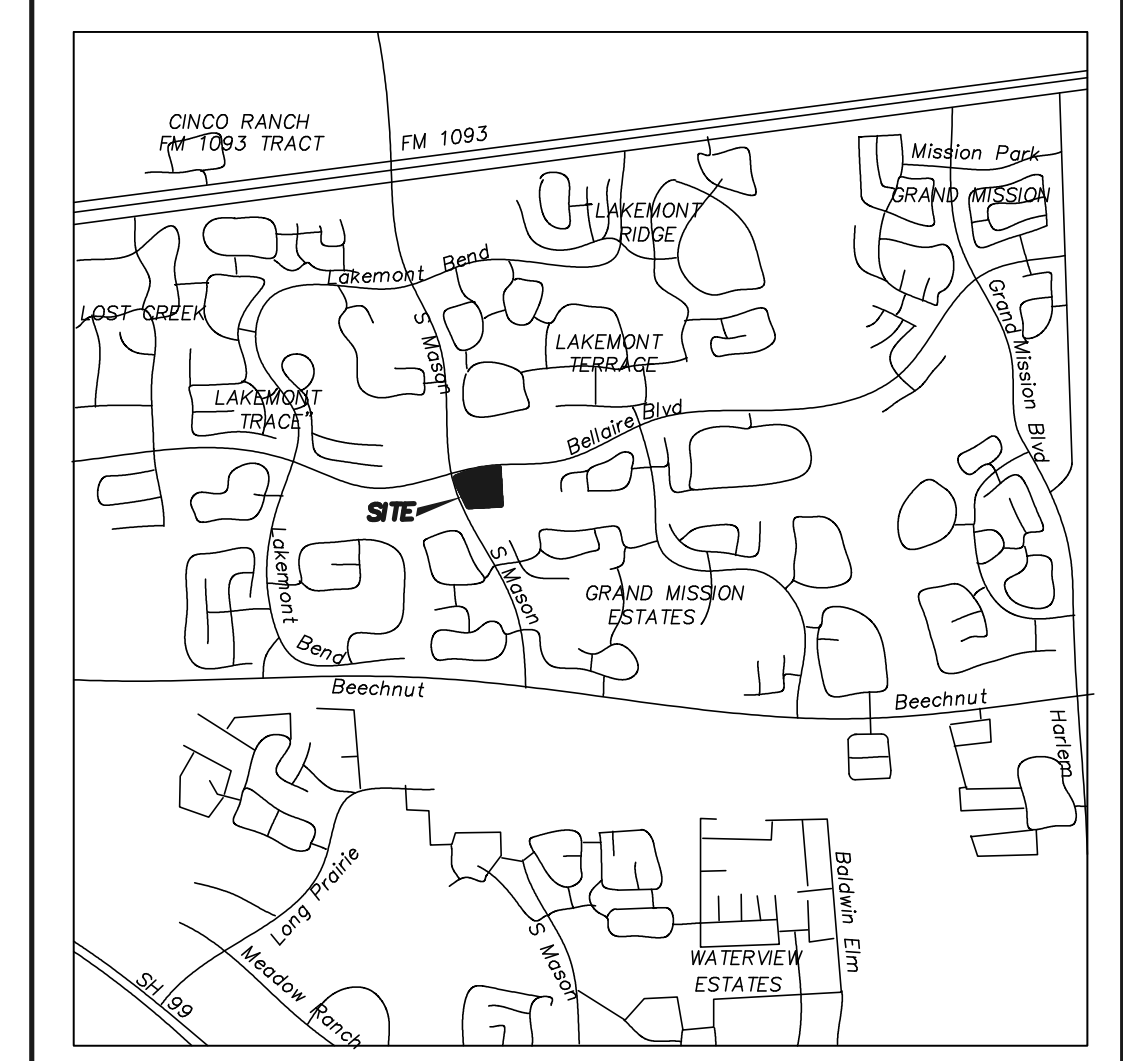 CINCO RANCH
FM 1093 TRACT
FM 1093
Mission Park
GRAND MISSION
LAKEMONT
RIDGE
Lakemont Bend
LOST CREEK
S Mason
Grand Mission Blvd
LAKEMONT
TERRACE
LAKEMONT
TRACE"
Bellaire Blvd
SITE
Lakemont Bend
S Mason
GRAND MISSION
ESTATES
Beechnut
Beechnut
Harlem
Long Prairie
Baldwin Elm
S Mason
WATERVIEW
ESTATES
SH 99
Meadow Ranch